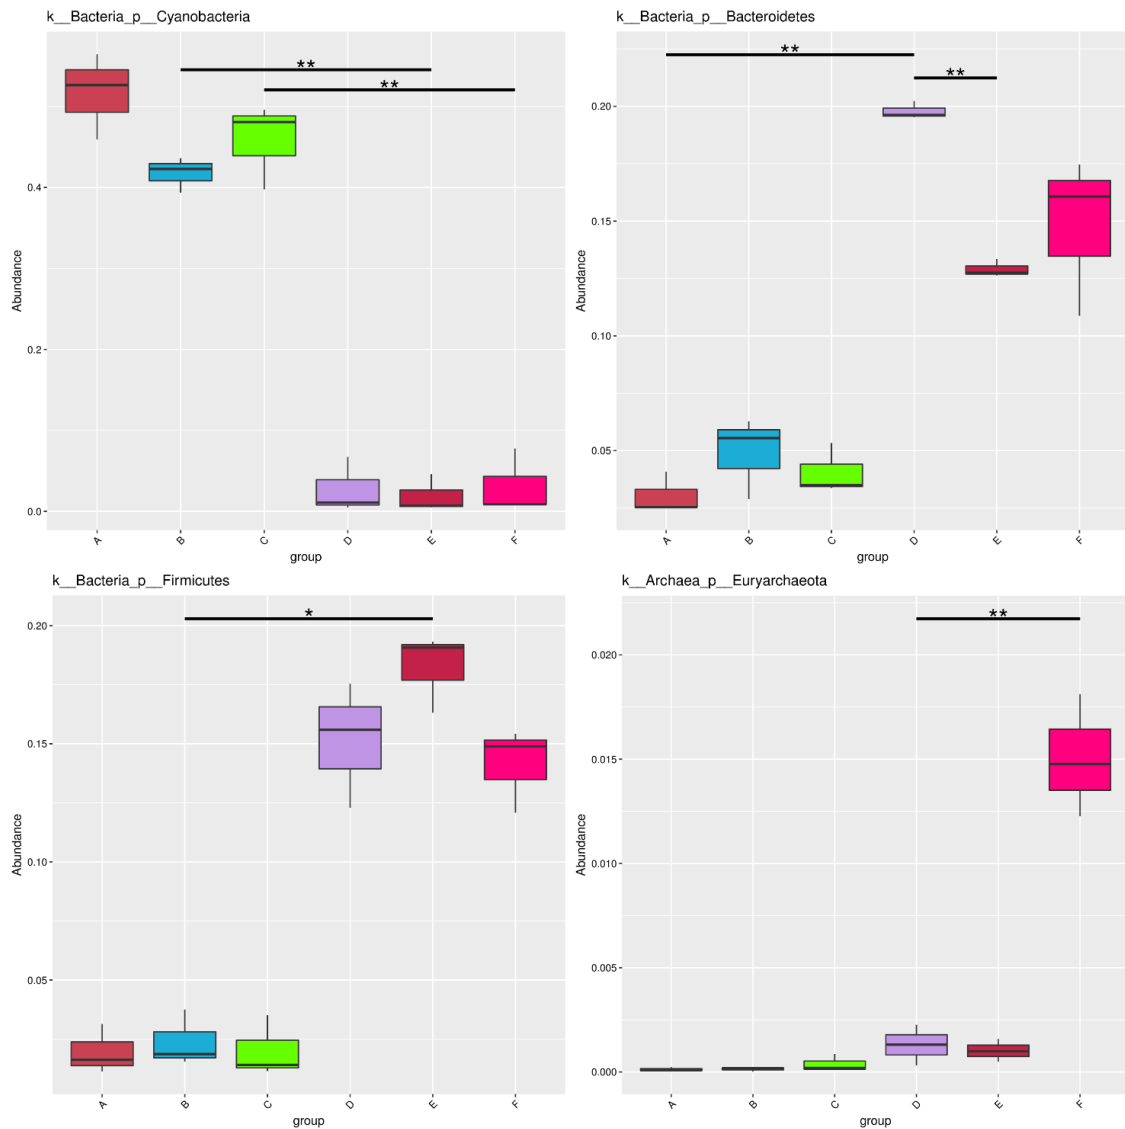 k__Bacteria_p__Cyanobacteria
**
**
0.4
0.2
0.0
Abundance
A B C D E F
group
k__Bacteria_p__Bacteroidetes
**
**
0.20
0.15
0.10
0.05
Abundance
A B C D E F
group
k__Bacteria_p__Firmicutes
*
0.20
0.15
0.10
0.05
Abundance
A B C D E F
group
k__Archaea_p__Euryarchaeota
**
0.020
0.015
0.010
0.005
0.000
Abundance
A B C D E F
group